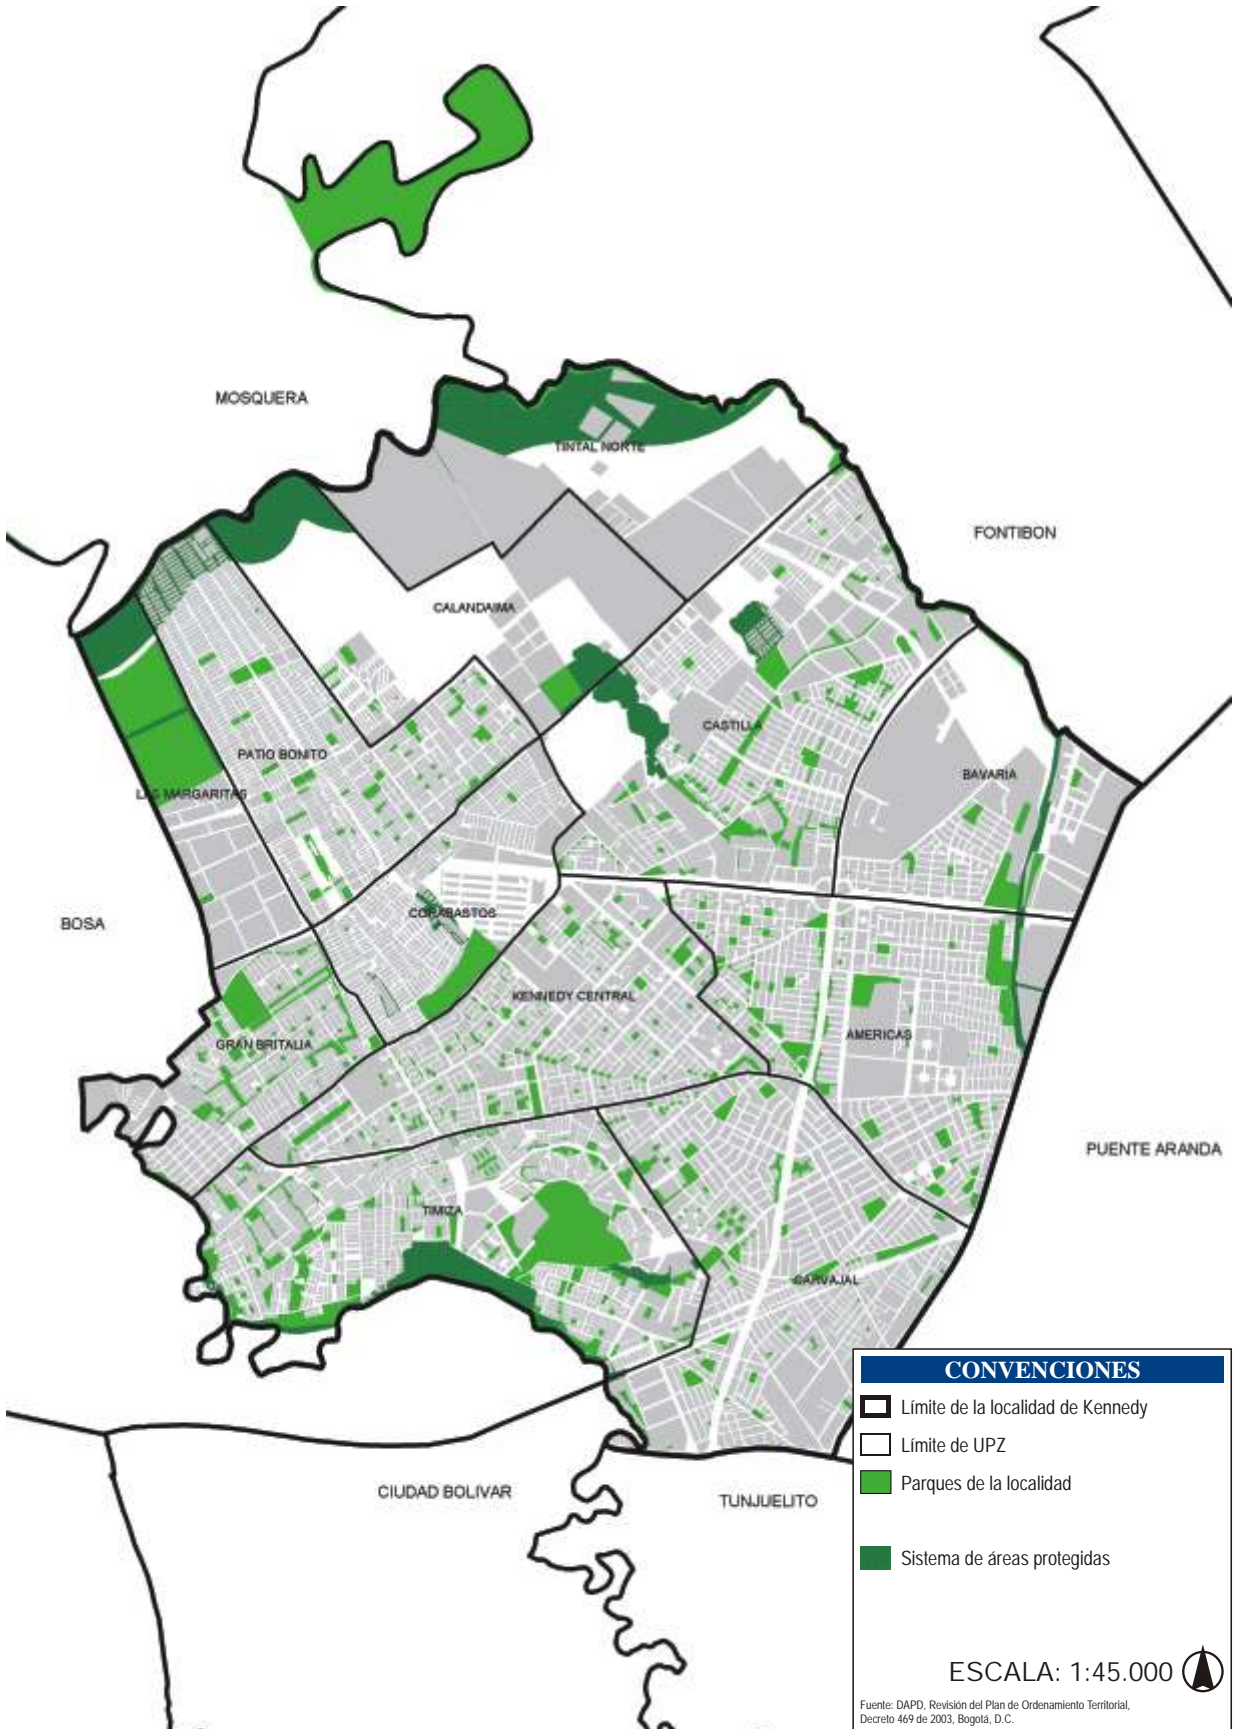 MOSQUERA
TINTAL NORTE
FONTIBON
CALANDAIMA
CASTILLA
PATIO BONITO
BAVARIA
LAS MARGARITAS
CORABASTOS
BOSA
KENNEDY CENTRAL
AMERICAS
GRAN BRITALIA
PUENTE ARANDA
TIMIZA
CARVAJAL
CIUDAD BOLIVAR
TUNJUELITO
CONVENCIONES
Límite de la localidad de Kennedy
Límite de UPZ
Parques de la localidad
Sistema de áreas protegidas
ESCALA: 1:45.000
Fuente: DAPD, Revisión del Plan de Ordenamiento Territorial,
Decreto 469 de 2003, Bogotá, D.C.